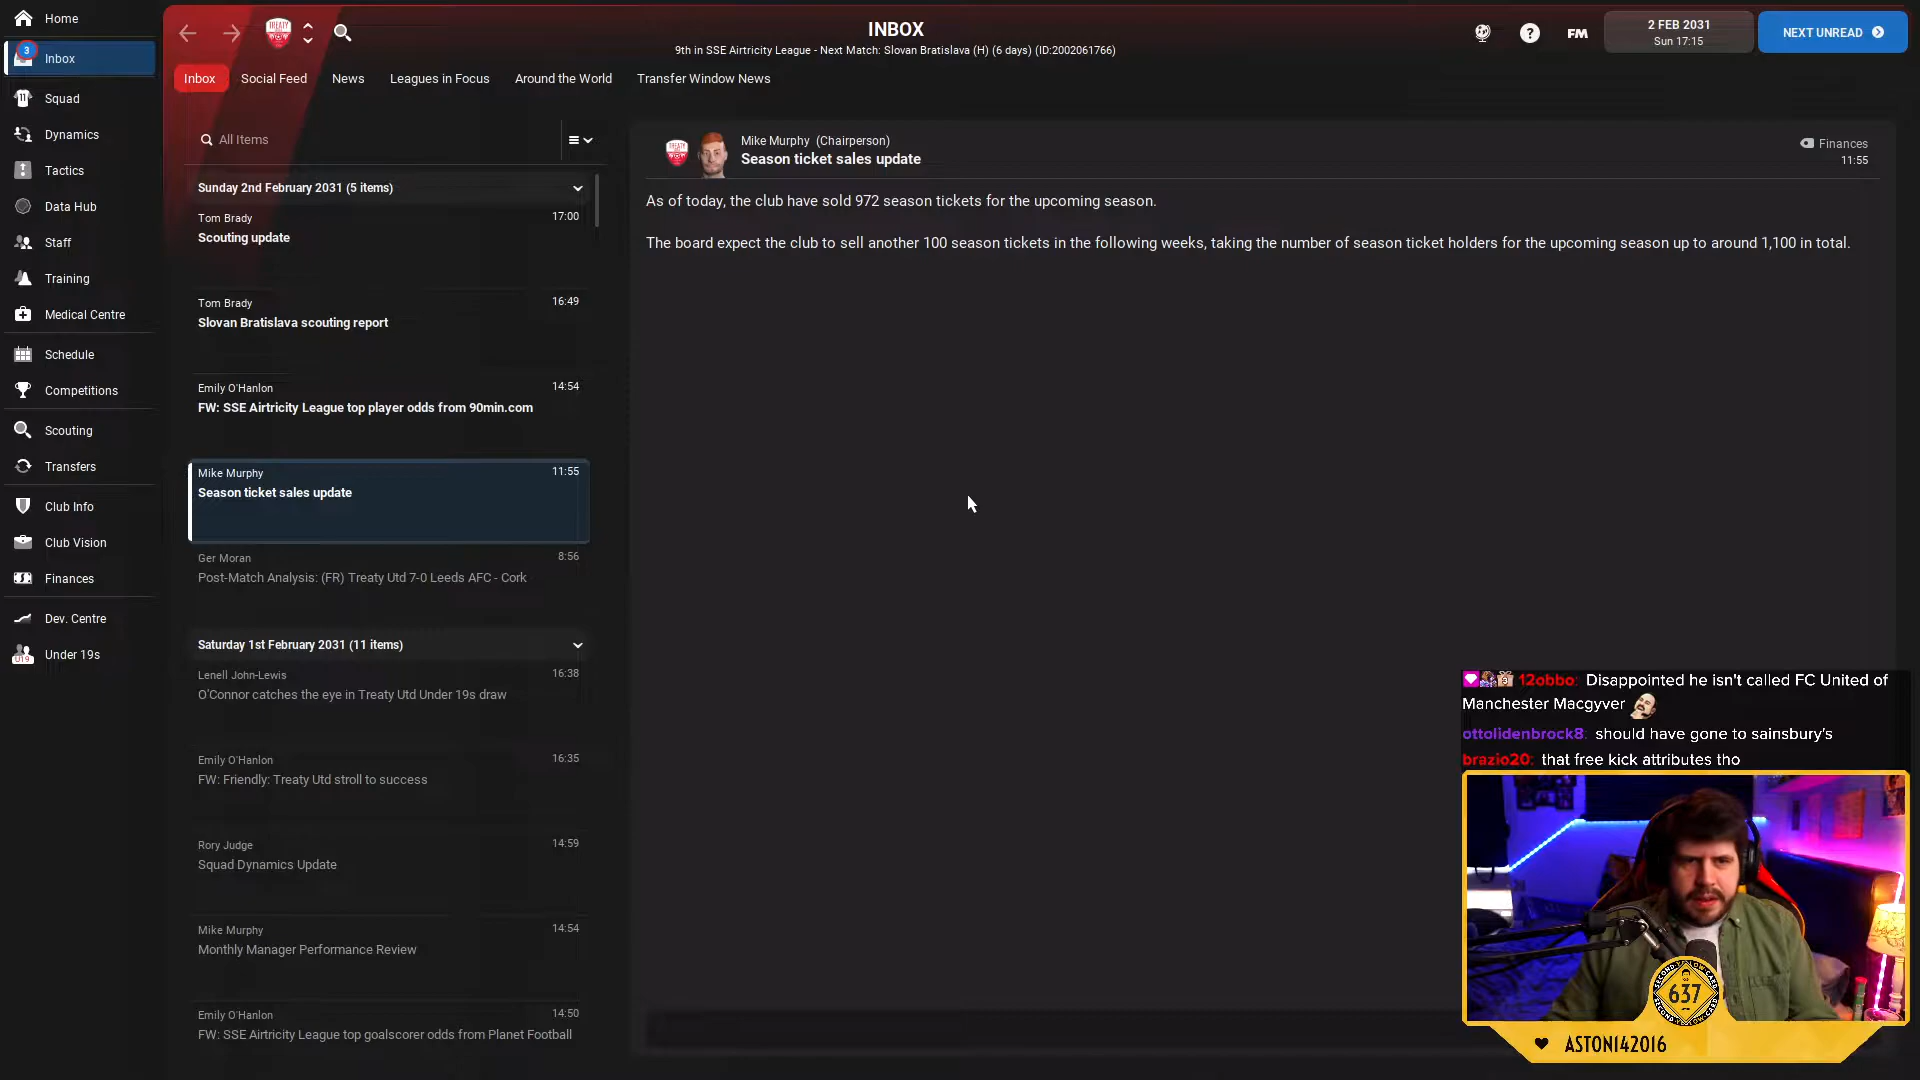 Home
3
Inbox
Squad
Dynamics
Tactics
Data Hub
Staff
Training
Medical Centre
Schedule
Competitions
Scouting
Transfers
Club Info
Club Vision
Finances
Dev. Centre
U19
Under 19s
TREATY
INBOX
9th in SSE Airtricity League - Next Match: Slovan Bratislava (H) (6 days) (ID:2002061766)
?
FM
2 FEB 2031
Sun 17:15
NEXT UNREAD
Inbox
Social Feed
News
Leagues in Focus
Around the World
Transfer Window News
All Items
Sunday 2nd February 2031 (5 items)
Tom Brady
17:00
Scouting update
Tom Brady
16:49
Slovan Bratislava scouting report
Emily O'Hanlon
14:54
FW: SSE Airtricity League top player odds from 90min.com
Mike Murphy
11:55
Season ticket sales update
Ger Moran
8:56
Post-Match Analysis: (FR) Treaty Utd 7-0 Leeds AFC - Cork
Saturday 1st February 2031 (11 items)
Lenell John-Lewis
16:38
O'Connor catches the eye in Treaty Utd Under 19s draw
Emily O'Hanlon
16:35
FW: Friendly: Treaty Utd stroll to success
Rory Judge
14:59
Squad Dynamics Update
Mike Murphy
14:54
Monthly Manager Performance Review
Emily O'Hanlon
14:50
FW: SSE Airtricity League top goalscorer odds from Planet Football
TREATY
Mike Murphy (Chairperson)
Season ticket sales update
Finances
11:55
As of today, the club have sold 972 season tickets for the upcoming season.
The board expect the club to sell another 100 season tickets in the following weeks, taking the number of season ticket holders for the upcoming season up to around 1,100 in total.
12obbo: Disappointed he isn't called FC United of
Manchester Macgyver
ottolidenbrock8: should have gone to sainsbury's
brazio20: that free kick attributes tho
SECOND YELLOW CARD
637
SECOND YELLOW CARD
ASTON142016